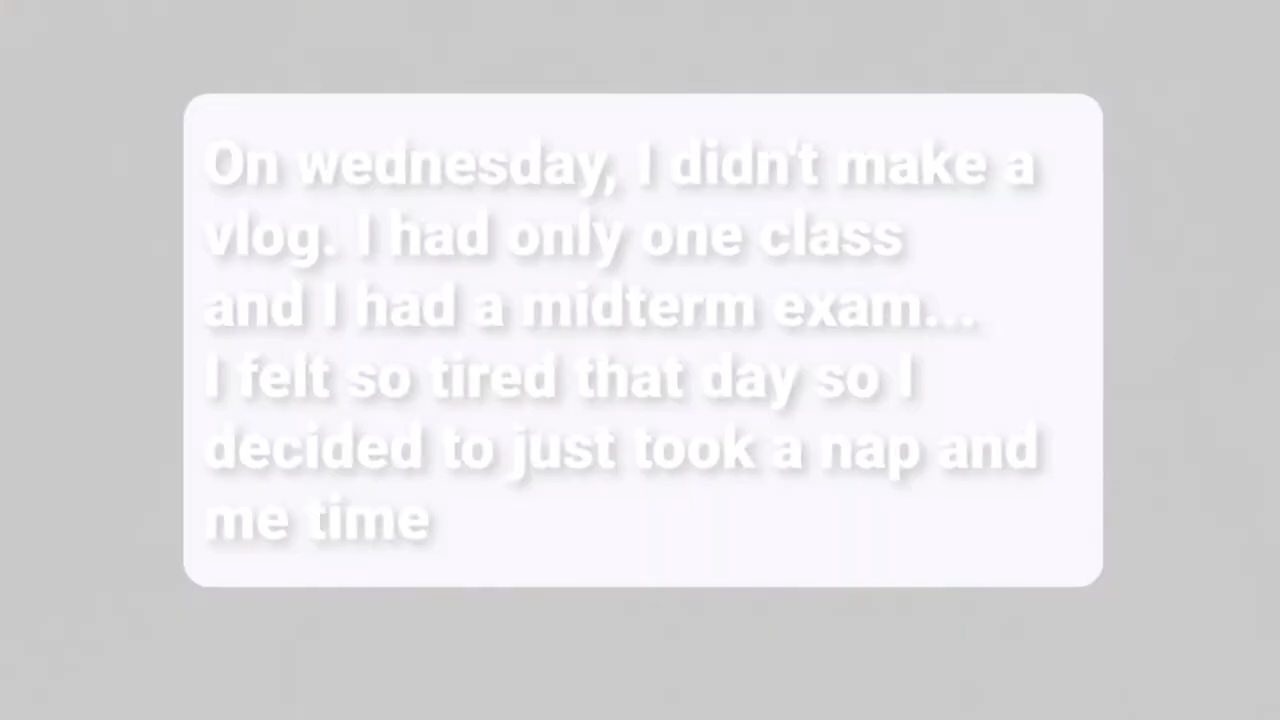 On wednesday, I didn't make a
vlog. I had only one class
and I had a midterm exam...
I felt so tired that day so I
decided to just took a nap and
me time